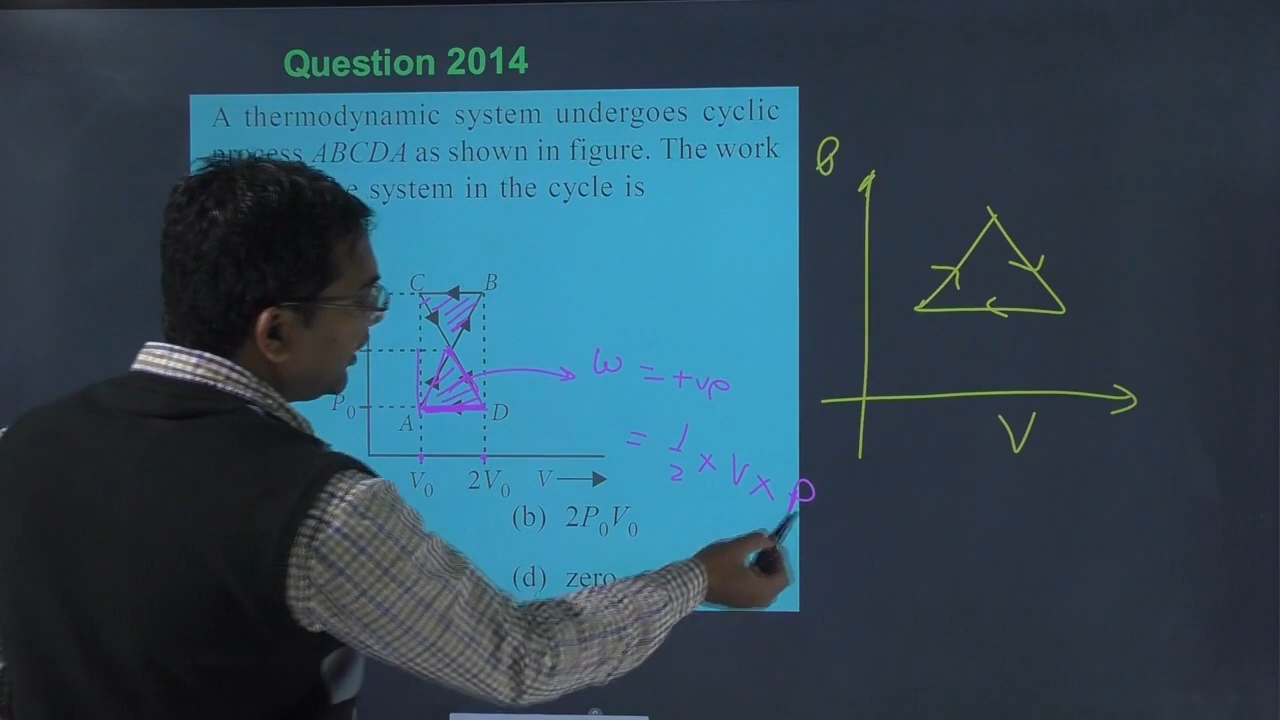 Question 2014
A thermodynamic system undergoes cyclic
process ABCDA as shown in figure. The work
system in the cycle is
C B
P₀
A D
V₀ 2V₀ V
(b) 2P₀V₀
(d) zero
W = +ve
= 1/2 × V × P
V